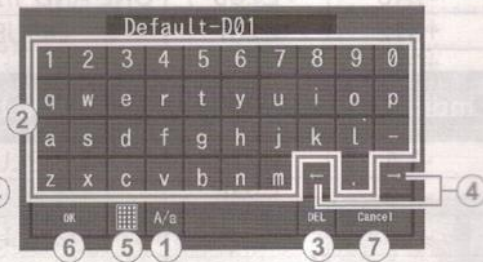 Default-D01
1 2 3 4 5 6 7 8 9 0
q w e r t y u i o p
2
a s d f g h j k l -
z x c v b n m ← . → 4
OK A/a DEL Cancel
6 5 1 3 7